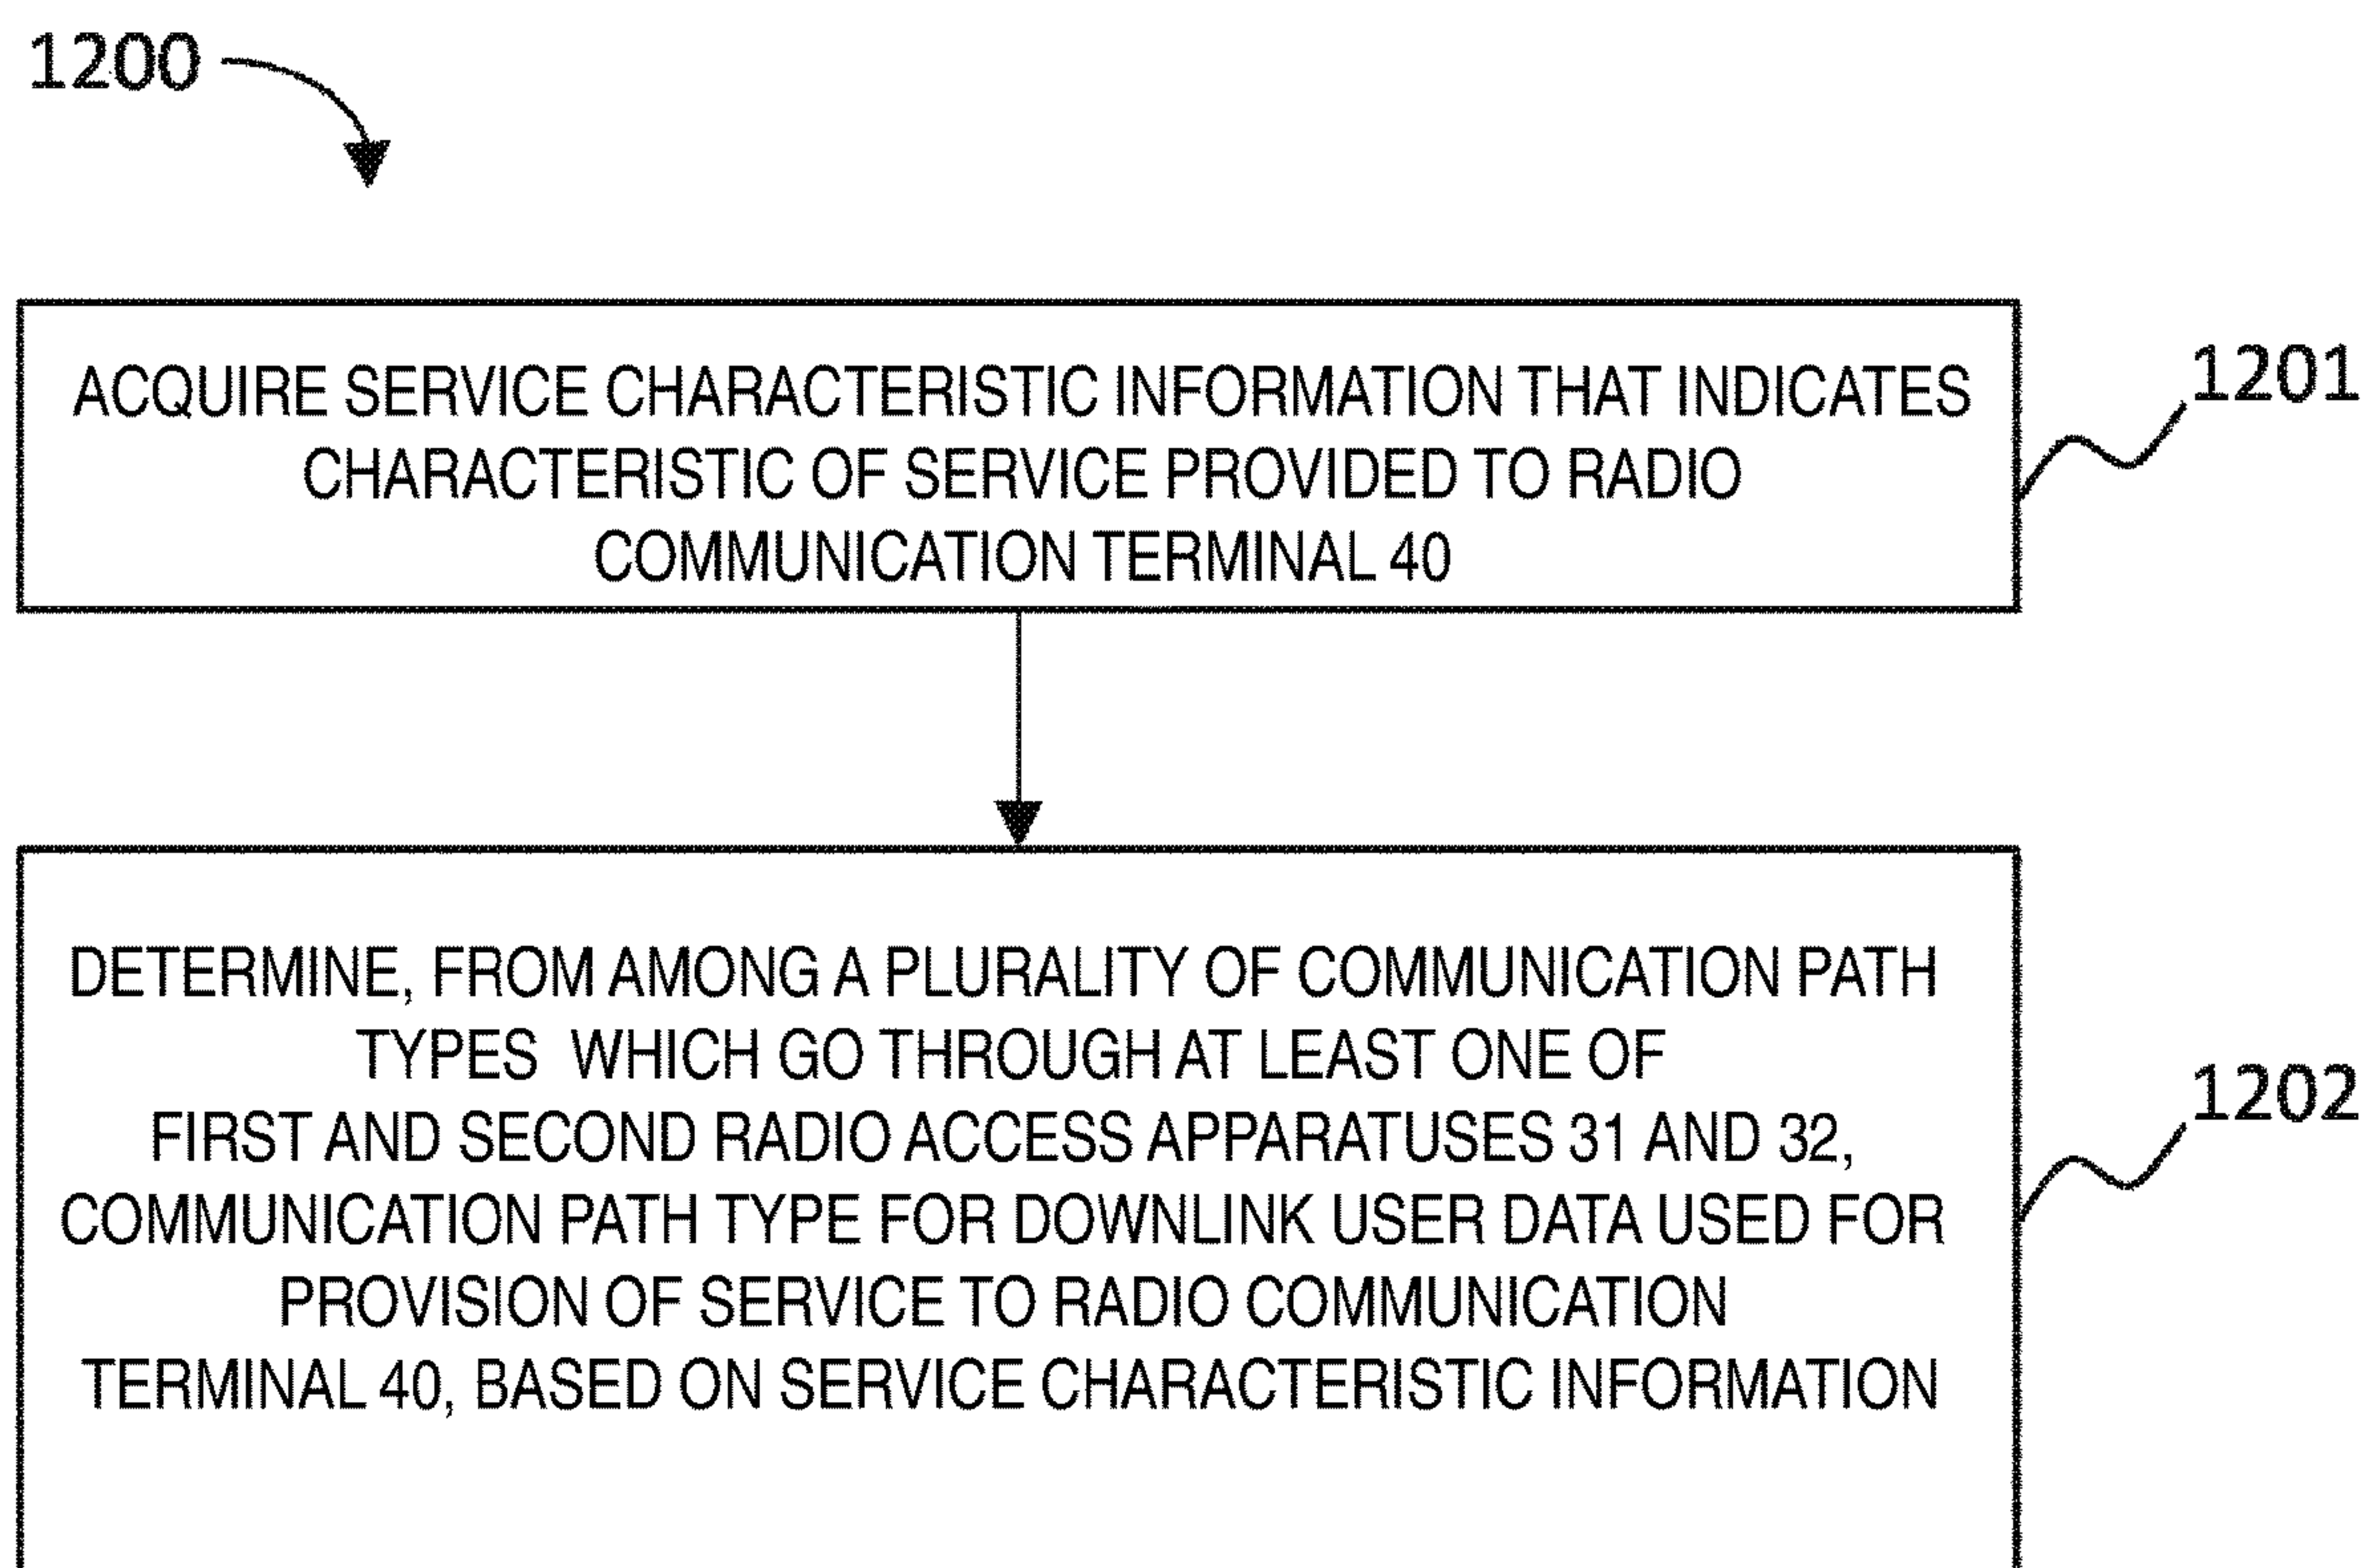 1200
ACQUIRE SERVICE CHARACTERISTIC INFORMATION THAT INDICATES
CHARACTERISTIC OF SERVICE PROVIDED TO RADIO
COMMUNICATION TERMINAL 40
1201
DETERMINE, FROM AMONG A PLURALITY OF COMMUNICATION PATH
TYPES WHICH GO THROUGH AT LEAST ONE OF
FIRST AND SECOND RADIO ACCESS APPARATUSES 31 AND 32,
COMMUNICATION PATH TYPE FOR DOWNLINK USER DATA USED FOR
PROVISION OF SERVICE TO RADIO COMMUNICATION
TERMINAL 40, BASED ON SERVICE CHARACTERISTIC INFORMATION
1202